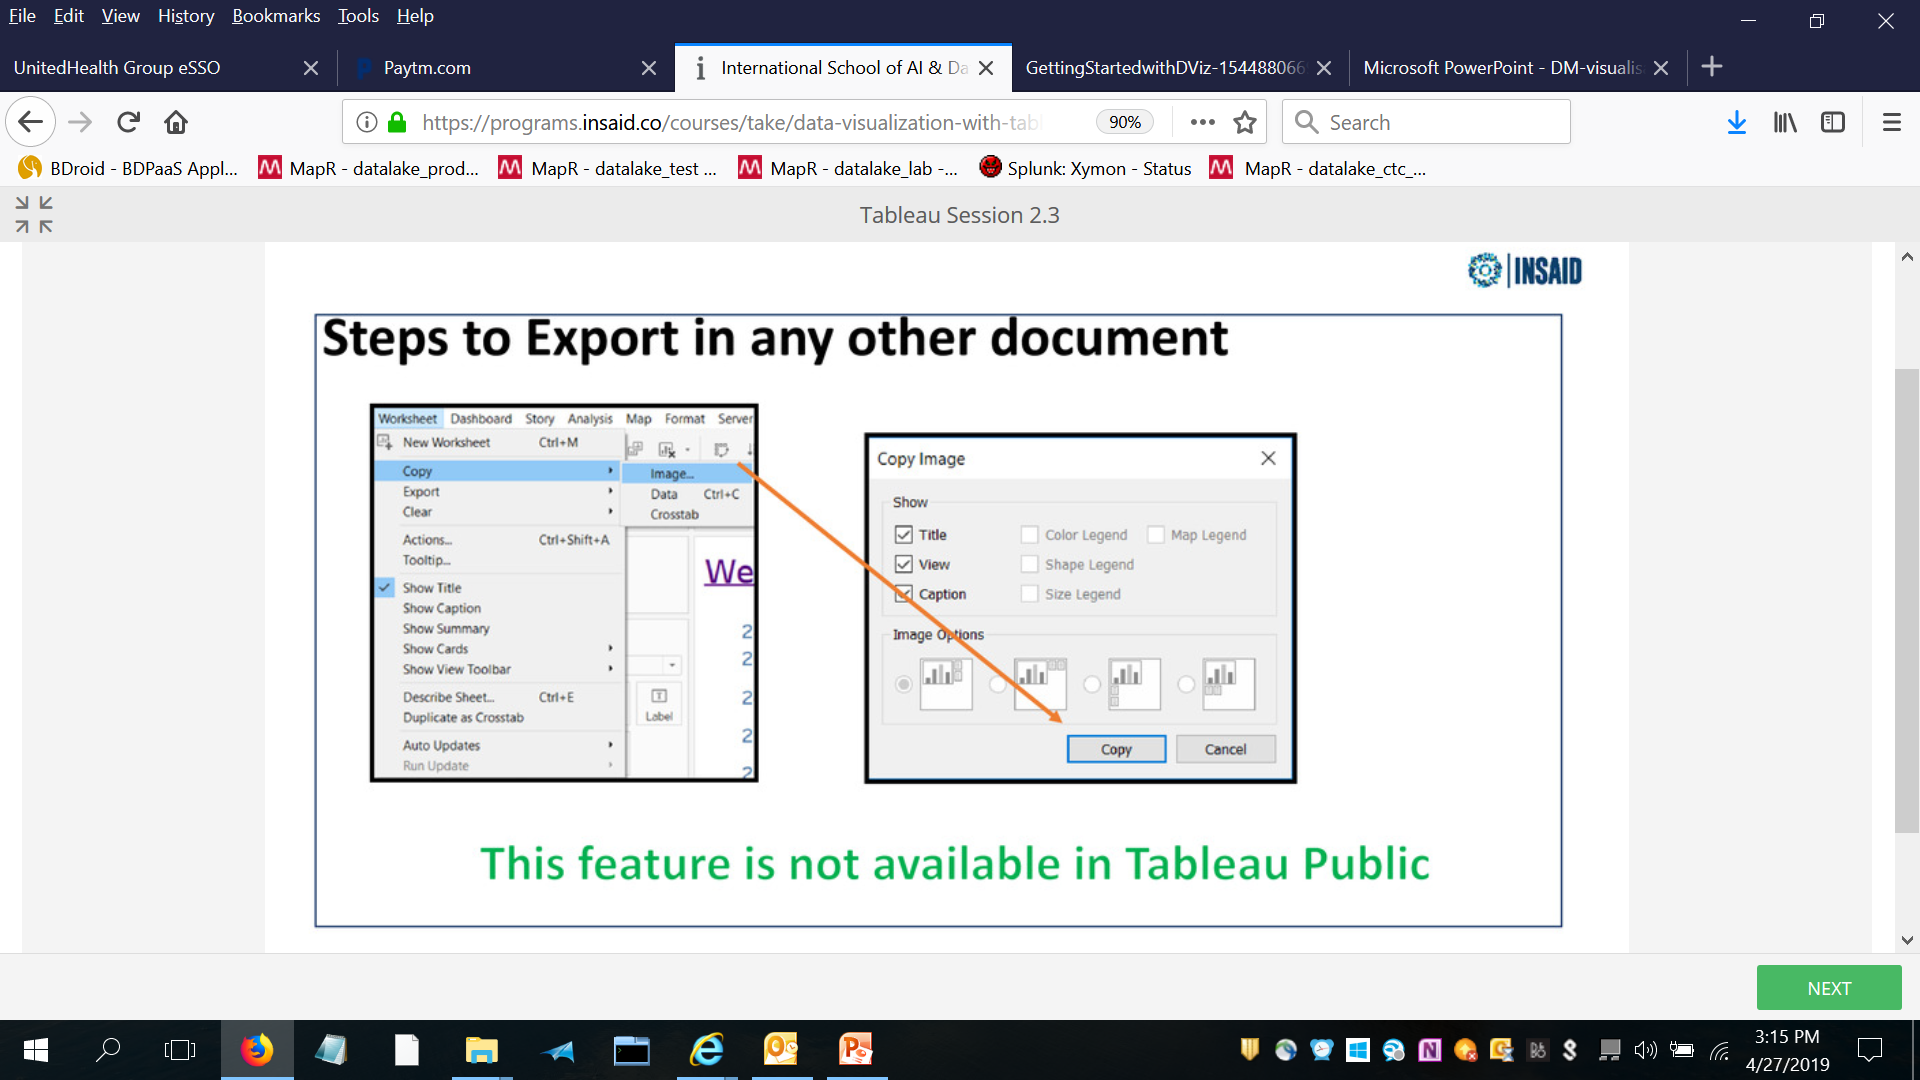 File Edit View History Bookmarks Tools Help
UnitedHealth Group eSSO
Paytm.com
International School of AI & Da
GettingStartedwithDViz-1544880669
Microsoft PowerPoint - DM-visualis
https://programs.insaid.co/courses/take/data-visualization-with-tabl
90%
Search
BDroid - BDPaaS Appl...
MapR - datalake_prod...
MapR - datalake_test ...
MapR - datalake_lab -...
Splunk: Xymon - Status
MapR - datalake_ctc_...
Tableau Session 2.3
INSAID
Steps to Export in any other document
Worksheet Dashboard Story Analysis Map Format Server
New Worksheet Ctrl+M
Copy
Export
Clear
Actions... Ctrl+Shift+A
Tooltip...
Show Title
Show Caption
Show Summary
Show Cards
Show View Toolbar
Describe Sheet... Ctrl+E
Duplicate as Crosstab
Auto Updates
Run Update
Image...
Data Ctrl+C
Crosstab
We
2
2
2
2
2
Label
Copy Image
Show
Title Color Legend Map Legend
View Shape Legend
Caption Size Legend
Image Options
Copy Cancel
This feature is not available in Tableau Public
NEXT
3:15 PM
4/27/2019